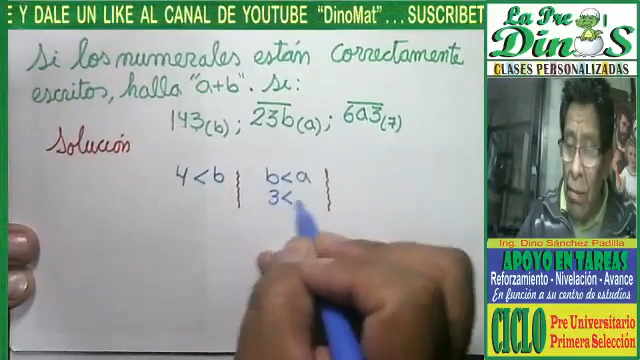 E Y DALE UN LIKE AL CANAL DE YOUTUBE "DinoMat"... SUSCRIBET
La Pre
DinoS
CLASES PERSONALIZADAS
Si los numerales están correctamente
escritos, halla "a+b". Si:
143(b); 23b(a); 6a3(7)
Solución
4<b b<a
3<
Ing. Dino Sánchez Padilla
APOYO EN TAREAS
Reforzamiento - Nivelación - Avance
En función a su centro de estudios
CICLO Pre Universitario
Primera Selección